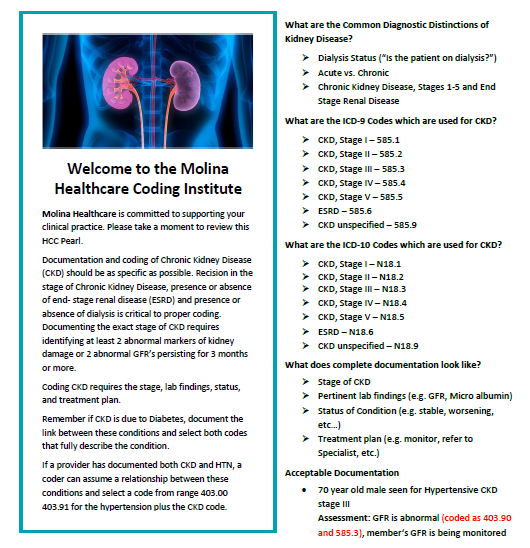 Welcome to the Molina
Healthcare Coding Institute
Molina Healthcare is committed to supporting your
clinical practice. Please take a moment to review this
HCC Pearl.
Documentation and coding of Chronic Kidney Disease
(CKD) should be as specific as possible. Recision in the
stage of Chronic Kidney Disease, presence or absence
of end- stage renal disease (ESRD) and presence or
absence of dialysis is critical to proper coding.
Documenting the exact stage of CKD requires
identifying at least 2 abnormal markers of kidney
damage or 2 abnormal GFR's persisting for 3 months
or more.
Coding CKD requires the stage, lab findings, status,
and treatment plan.
Remember if CKD is due to Diabetes, document the
link between these conditions and select both codes
that fully describe the condition.
If a provider has documented both CKD and HTN, a
coder can assume a relationship between these
conditions and select a code from range 403.00
403.91 for the hypertension plus the CKD code.
What are the Common Diagnostic Distinctions of
Kidney Disease?
➤ Dialysis Status ("Is the patient on dialysis?")
➤ Acute vs. Chronic
➤ Chronic Kidney Disease, Stages 1-5 and End
Stage Renal Disease
What are the ICD-9 Codes which are used for CKD?
➤ CKD, Stage I – 585.1
➤ CKD, Stage II – 585.2
➤ CKD, Stage III – 585.3
➤ CKD, Stage IV – 585.4
➤ CKD, Stage V – 585.5
➤ ESRD – 585.6
➤ CKD unspecified – 585.9
What are the ICD-10 Codes which are used for CKD?
➤ CKD, Stage I – N18.1
➤ CKD, Stage II – N18.2
➤ CKD, Stage III – N18.3
➤ CKD, Stage IV – N18.4
➤ CKD, Stage V – N18.5
➤ ESRD – N18.6
➤ CKD unspecified – N18.9
What does complete documentation look like?
➤ Stage of CKD
➤ Pertinent lab findings (e.g. GFR, Micro albumin)
➤ Status of Condition (e.g. stable, worsening,
etc...)
➤ Treatment plan (e.g. monitor, refer to
Specialist, etc.)
Acceptable Documentation
• 70 year old male seen for Hypertensive CKD
stage III
Assessment: GFR is abnormal (coded as 403.90
and 585.3), member's GFR is being monitored